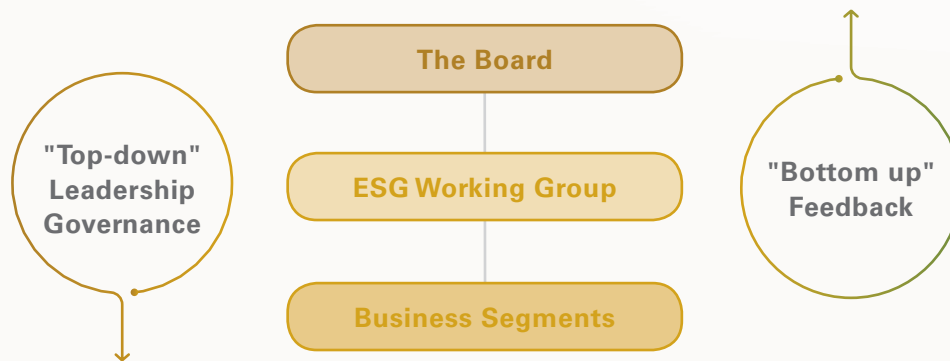 The Board
"Top-down"
Leadership
Governance
ESG Working Group
"Bottom up"
Feedback
Business Segments